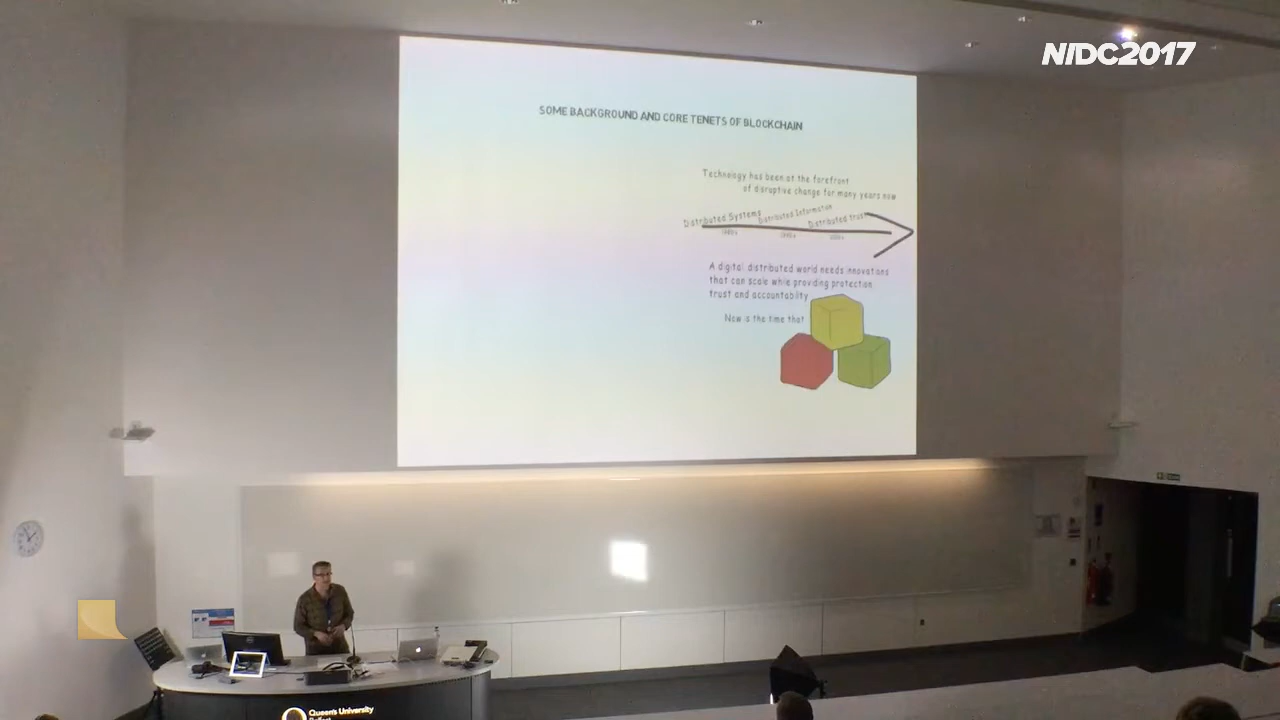 NIDC2017
SOME BACKGROUND AND CORE TENETS OF BLOCKCHAIN
Technology has been at the forefront
of disruptive change for many years now
Distributed Systems
Distributed Information
Distributed trust
A digital distributed world needs innovations
that can scale while providing protection
trust and accountability
Now is the time that
Queen's University
Belfast